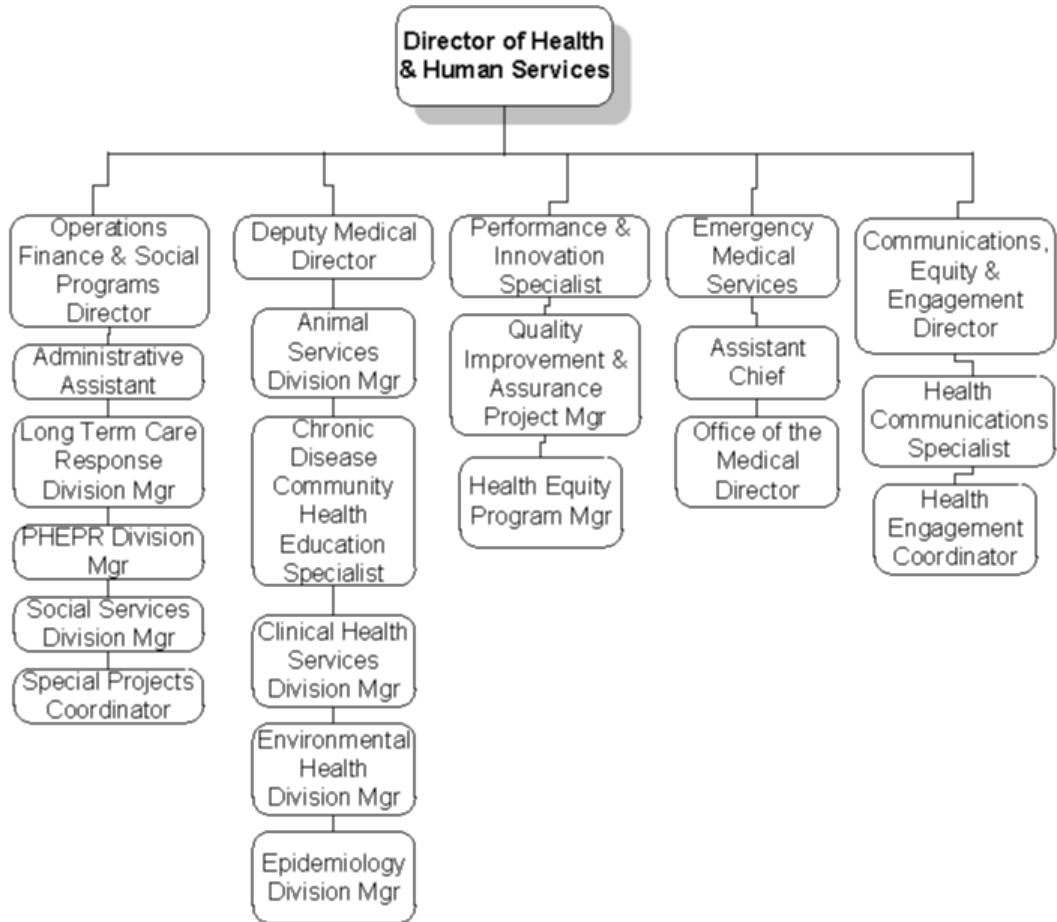 Director of Health
& Human Services
Operations
Finance & Social
Programs
Director
Administrative
Assistant
Long Term Care
Response
Division Mgr
PHEPR Division
Mgr
Social Services
Division Mgr
Special Projects
Coordinator
Deputy Medical
Director
Animal
Services
Division Mgr
Chronic
Disease
Community
Health
Education
Specialist
Clinical Health
Services
Division Mgr
Environmental
Health
Division Mgr
Epidemiology
Division Mgr
Performance &
Innovation
Specialist
Quality
Improvement &
Assurance
Project Mgr
Health Equity
Program Mgr
Emergency
Medical
Services
Assistant
Chief
Office of the
Medical
Director
Communications,
Equity &
Engagement
Director
Health
Communications
Specialist
Health
Engagement
Coordinator